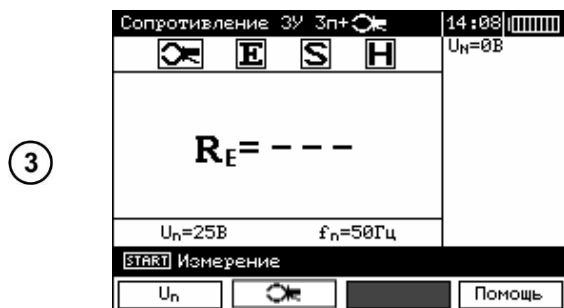 Сопротивление ЗУ 3п+ 14:08
U_N=0В
E S H
3
R_E= ---
U_n=25В f_n=50Гц
START Измерение
U_n Помощь